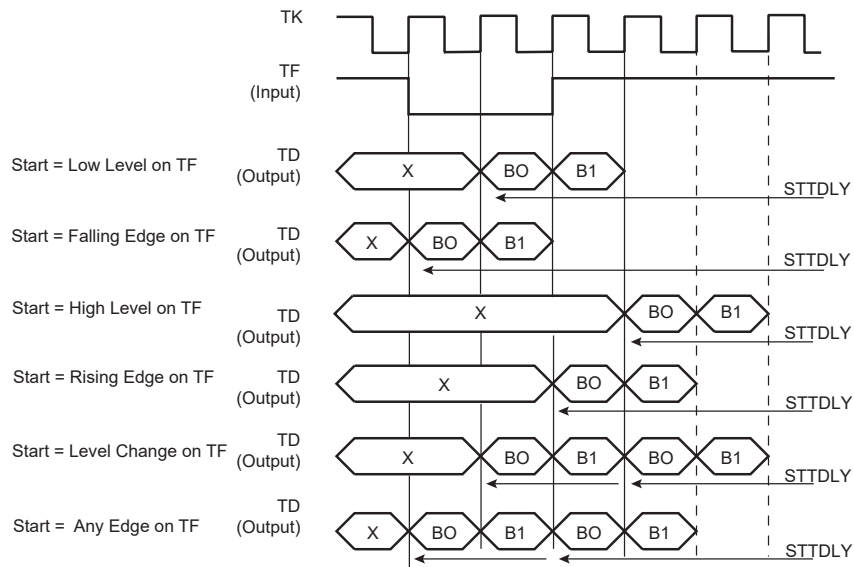 TK
TF
(Input)
Start = Low Level on TF
TD
(Output)
X
BO
B1
STTDLY
Start = Falling Edge on TF
TD
(Output)
X
BO
B1
STTDLY
Start = High Level on TF
TD
(Output)
X
BO
B1
STTDLY
Start = Rising Edge on TF
TD
(Output)
X
BO
B1
STTDLY
Start = Level Change on TF
TD
(Output)
X
BO
B1
BO
B1
STTDLY
Start = Any Edge on TF
TD
(Output)
X
BO
B1
BO
B1
STTDLY